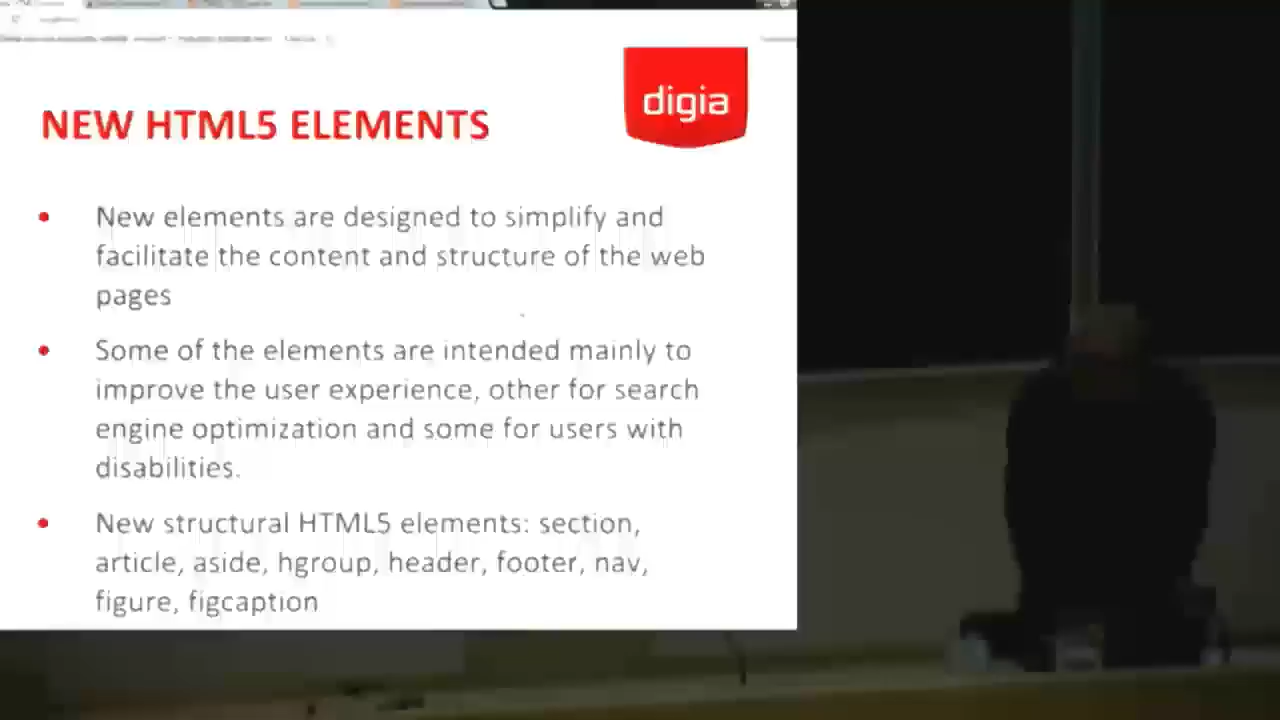 digia
NEW HTML5 ELEMENTS
New elements are designed to simplify and
facilitate the content and structure of the web
pages
Some of the elements are intended mainly to
improve the user experience, other for search
engine optimization and some for users with
disabilities.
New structural HTML5 elements: section,
article, aside, hgroup, header, footer, nav,
figure, figcaption